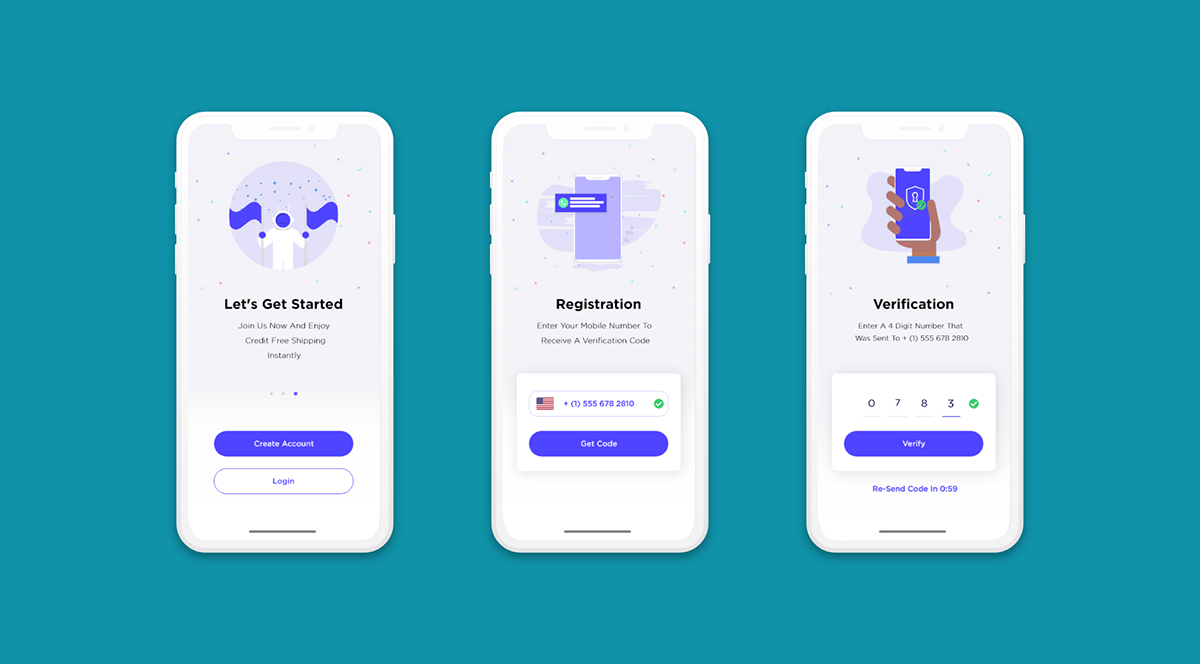 Let's Get Started
Join Us Now And Enjoy
Credit Free Shipping
Instantly
Create Account
Login
Registration
Enter Your Mobile Number To
Receive A Verification Code
+ (1) 555 678 2810
Get Code
Verification
Enter A 4 Digit Number That
Was Sent To + (1) 555 678 2810
0 7 8 3
Verify
Re-Send Code In 0:59